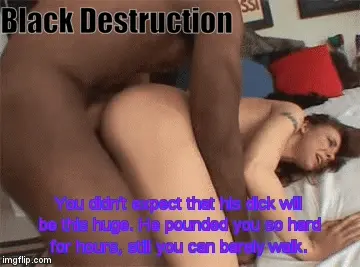 Black Destruction
You didn't expect that his dick will
be this huge. He pounded you so hard
for hours, still you can barely walk.
imgflip.com